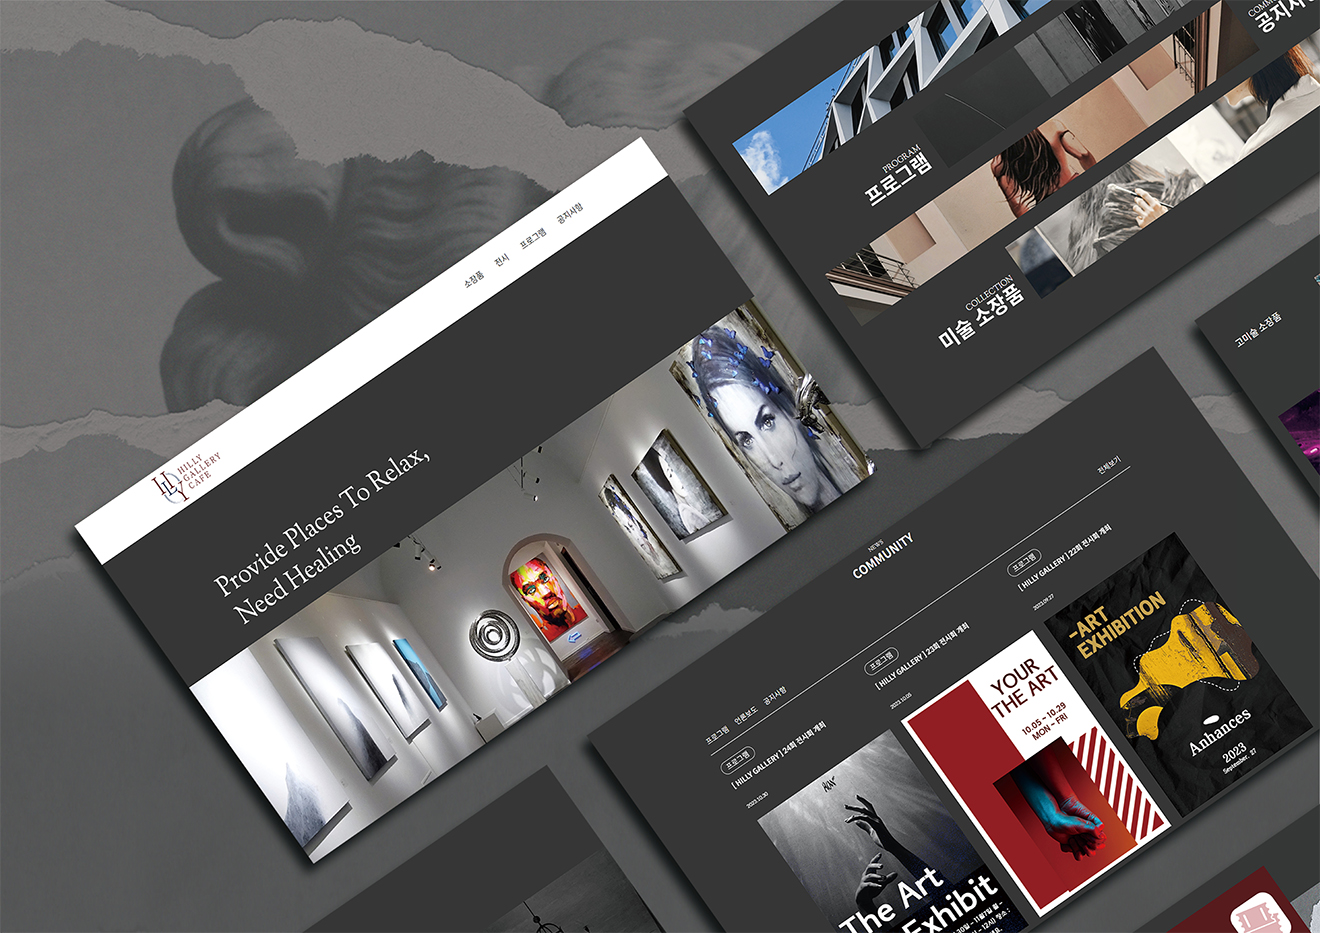 소장품 전시 프로그램 공지사항
HILLY
GALLERY
CAFE
Provide Places To Relax,
Need Healing
PROGRAM
프로그램
COLLECTION
미술 소장품
공지사항
고미술 소장품
NEWS
COMMUNITY
프로그램 언론보도 공지사항
전체보기
프로그램
[ HILLY GALLERY ] 24회 전시회 개최
2023.10.30
The Art
Exhibit
프로그램
[ HILLY GALLERY ] 23회 전시회 개최
2023.10.05
YOUR
THE ART
10.05 - 10.29
MON - FRI
프로그램
[ HILLY GALLERY ] 22회 전시회 개최
2023.09.27
-ART
EXHIBITION
Anhances
2023
September. 27